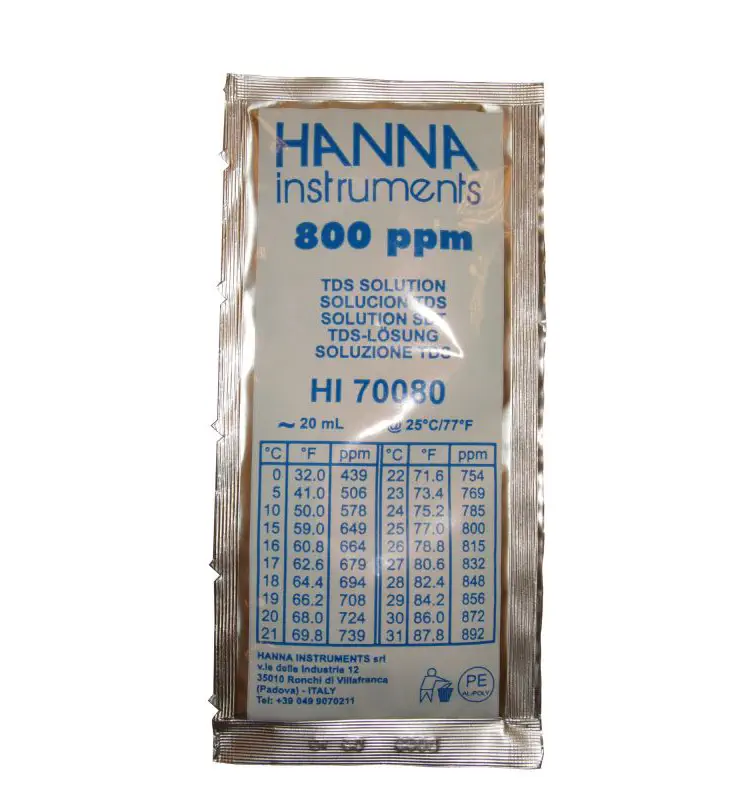 HANNA
instruments
800 ppm
TDS SOLUTION
SOLUCION TDS
SOLUTION SDT
TDS-LÖSUNG
SOLUZIONE TDS
HI 70080
~ 20 mL @ 25°C/77°F
°C °F ppm °C °F ppm
0 32.0 439 22 71.6 754
5 41.0 506 23 73.4 769
10 50.0 578 24 75.2 785
15 59.0 649 25 77.0 800
16 60.8 664 26 78.8 815
17 62.6 679 27 80.6 832
18 64.4 694 28 82.4 848
19 66.2 708 29 84.2 856
20 68.0 724 30 86.0 872
21 69.8 739 31 87.8 892
HANNA INSTRUMENTS srl
v.le delle Industrie 12
35010 Ronchi di Villafranca
(Padova) - ITALY
Tel: +39 049 9070211
PE
AL-POLY